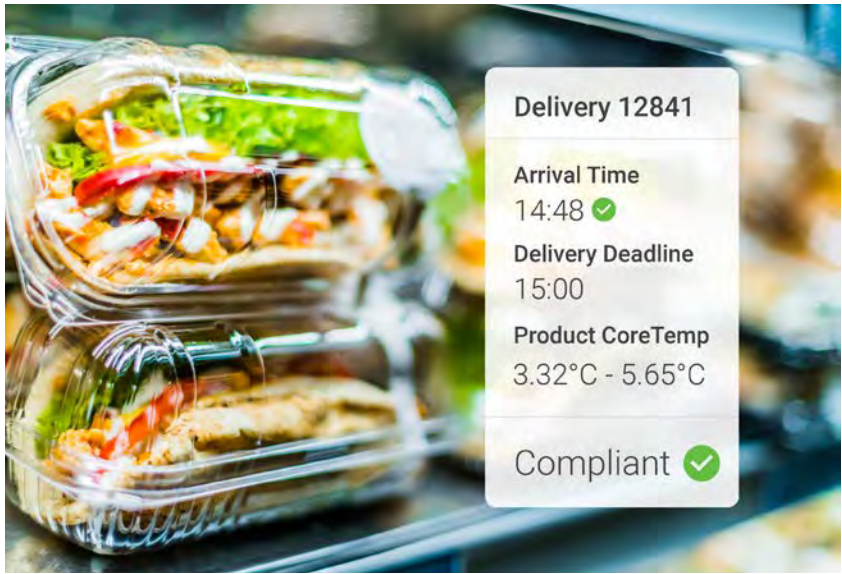 Delivery 12841
Arrival Time
14:48
Delivery Deadline
15:00
Product CoreTemp
3.32°C - 5.65°C
Compliant